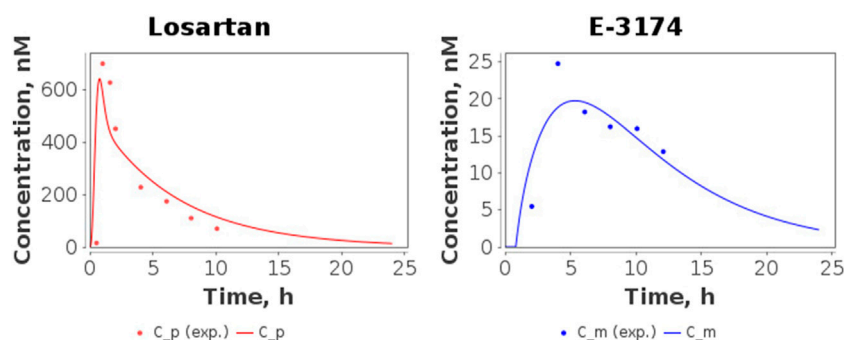 Losartan
Concentration, nM
600
400
200
0
0 5 10 15 20 25
Time, h
C_p (exp.) C_p
E-3174
Concentration, nM
25
20
15
10
5
0
0 5 10 15 20 25
Time, h
C_m (exp.) C_m